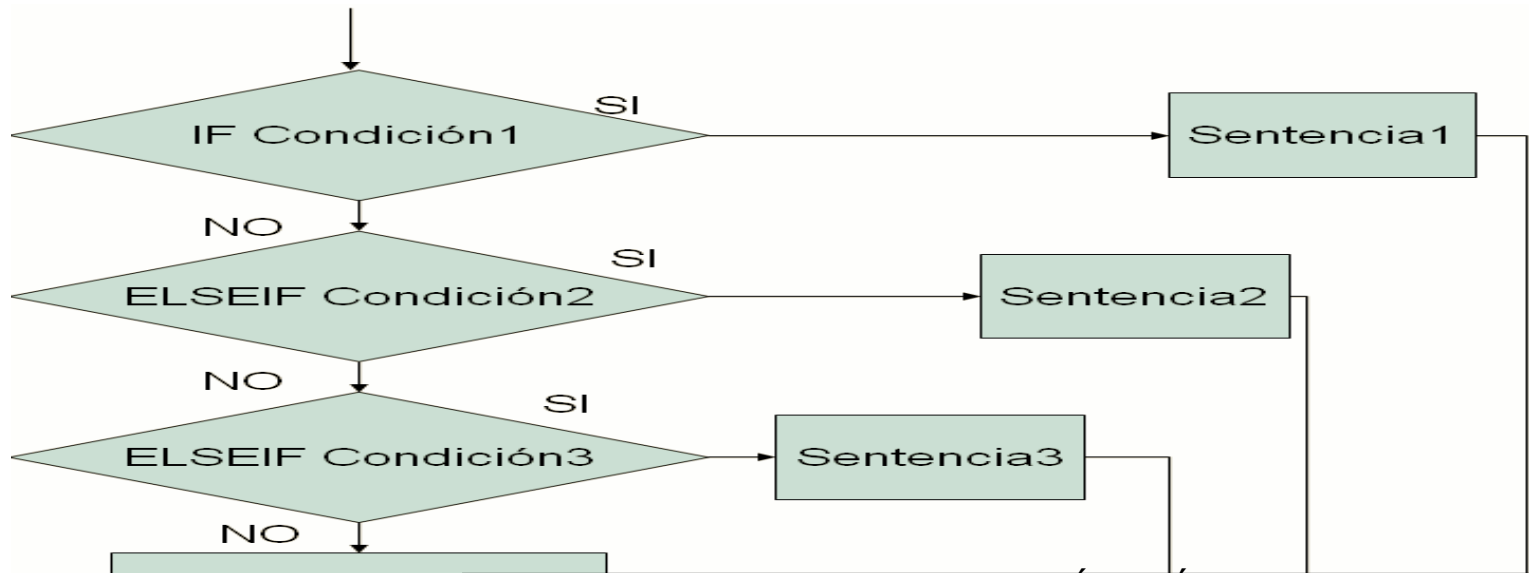 SI
IF Condición1
Sentencia1
NO
SI
ELSEIF Condición2
Sentencia2
NO
SI
ELSEIF Condición3
Sentencia3
NO